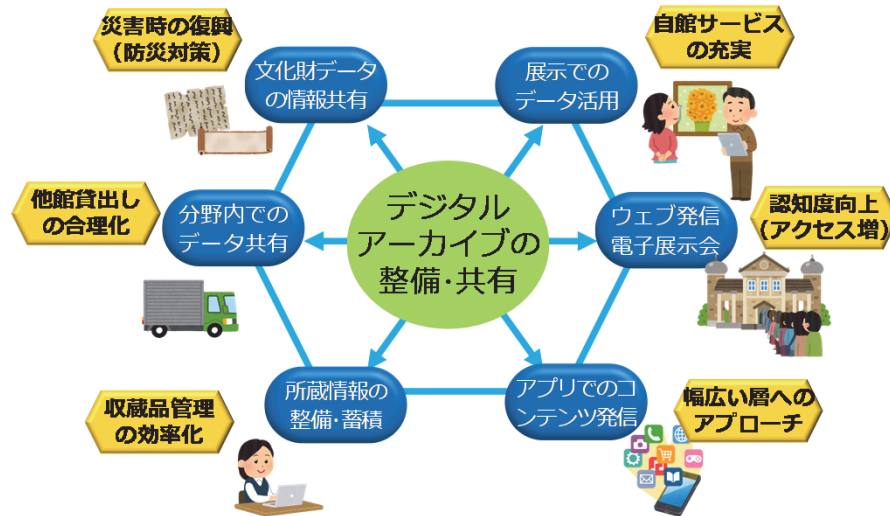 災害時の復興
(防災対策)
文化財データ
の情報共有
展示での
データ活用
自館サービス
の充実
他館貸出し
の合理化
分野内での
データ共有
デジタル
アーカイブの
整備・共有
ウェブ発信
電子展示会
認知度向上
(アクセス増)
収蔵品管理
の効率化
所蔵情報の
整備・蓄積
アプリでのコ
ンテンツ発信
幅広い層への
アプローチ